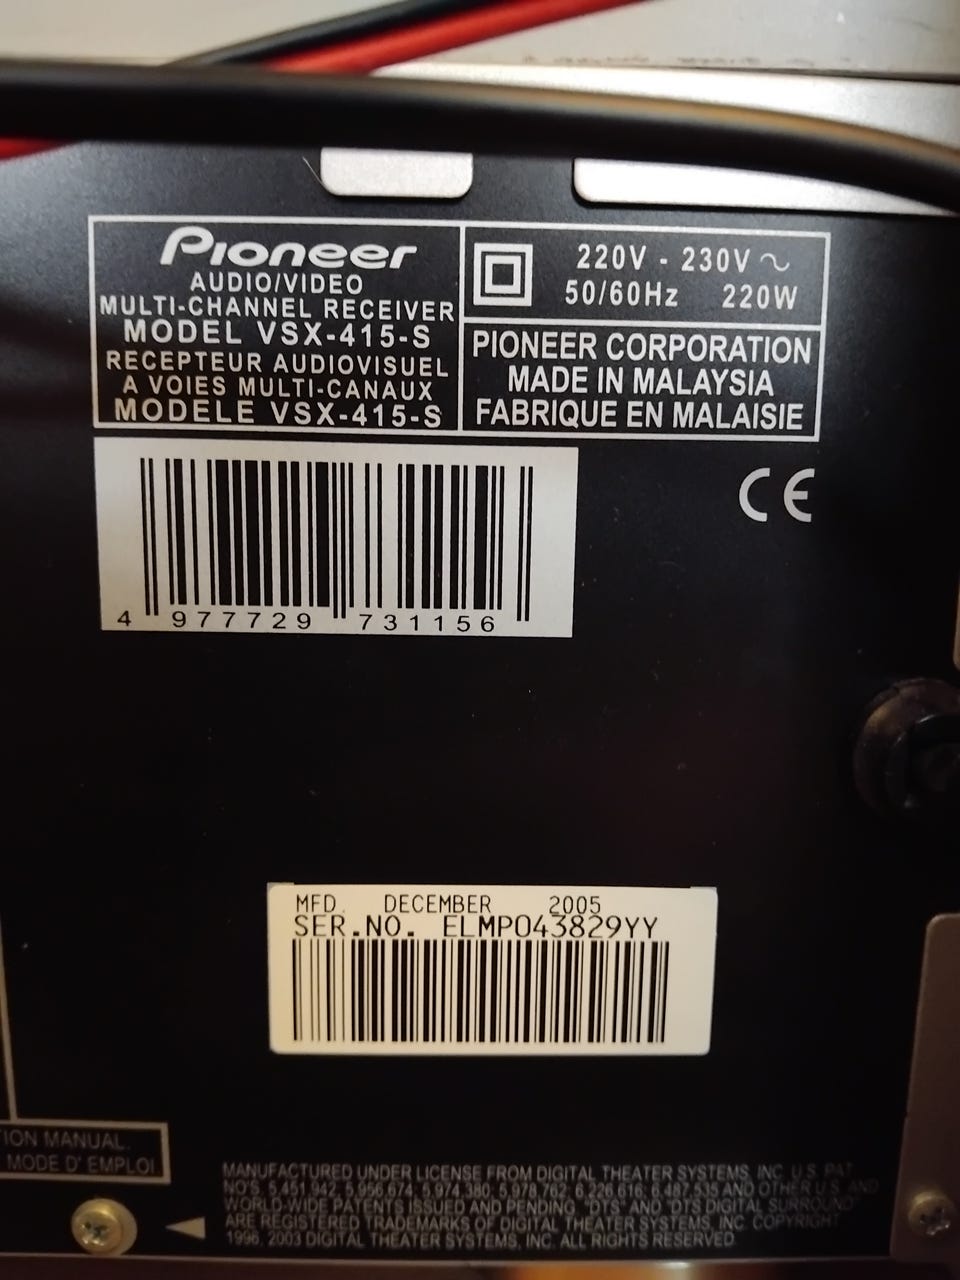 Pioneer
AUDIO/VIDEO
MULTI-CHANNEL RECEIVER
MODEL VSX-415-S
RECEPTEUR AUDIOVISUEL
A VOIES MULTI-CANAUX
MODELE VSX-415-S
220V - 230V ~
50/60Hz 220W
PIONEER CORPORATION
MADE IN MALAYSIA
FABRIQUE EN MALAISIE
CE
4 977729 731156
MFD. DECEMBER 2005
SER.NO. ELMP043829YY
TION MANUAL.
MODE D'EMPLOI.
MANUFACTURED UNDER LICENSE FROM DIGITAL THEATER SYSTEMS, INC. U.S. PAT.
NO'S. 5,451,942, 5,956,674, 5,974,380, 5,978,762, 6,226,616, 6,487,535 AND OTHER U.S. AND
WORLD-WIDE PATENTS ISSUED AND PENDING. "DTS" AND "DTS DIGITAL SURROUND"
ARE REGISTERED TRADEMARKS OF DIGITAL THEATER SYSTEMS, INC. COPYRIGHT
1996, 2003 DIGITAL THEATER SYSTEMS, INC. ALL RIGHTS RESERVED.